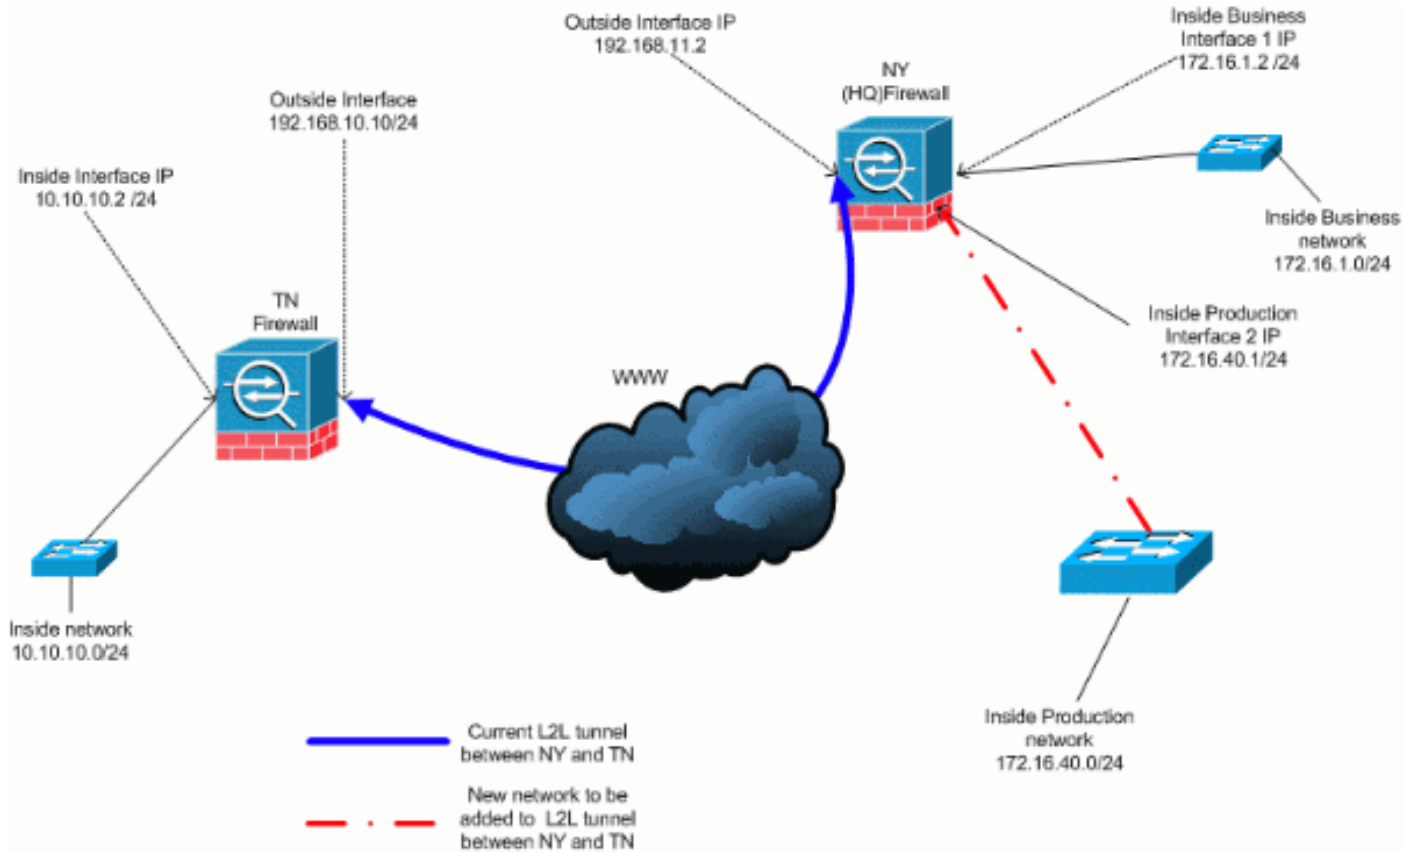 Outside Interface IP
192.168.11.2
Inside Business
Interface 1 IP
172.16.1.2 /24
NY
(HQ)Firewall
Outside Interface
192.168.10.10/24
Inside Interface IP
10.10.10.2 /24
Inside Business
network
172.16.1.0/24
TN
Firewall
Inside Production
Interface 2 IP
172.16.40.1/24
WWW
Inside network
10.10.10.0/24
Inside Production
network
172.16.40.0/24
Current L2L tunnel
between NY and TN
New network to be
added to L2L tunnel
between NY and TN